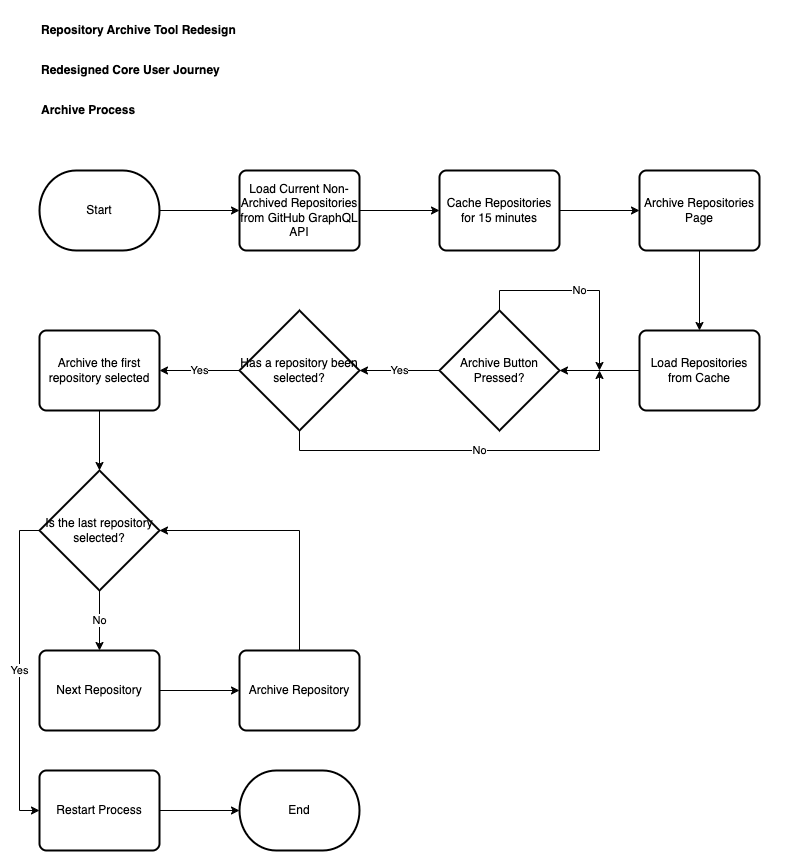 Repository Archive Tool Redesign
Redesigned Core User Journey
Archive Process
Start
Load Current Non-
Archived Repositories
from GitHub GraphQL
API
Cache Repositories
for 15 minutes
Archive Repositories
Page
No
Archive the first
repository selected
Yes
Has a repository been
selected?
Yes
Archive Button
Pressed?
Load Repositories
from Cache
No
Is the last repository
selected?
No
Yes
Next Repository
Archive Repository
Restart Process
End